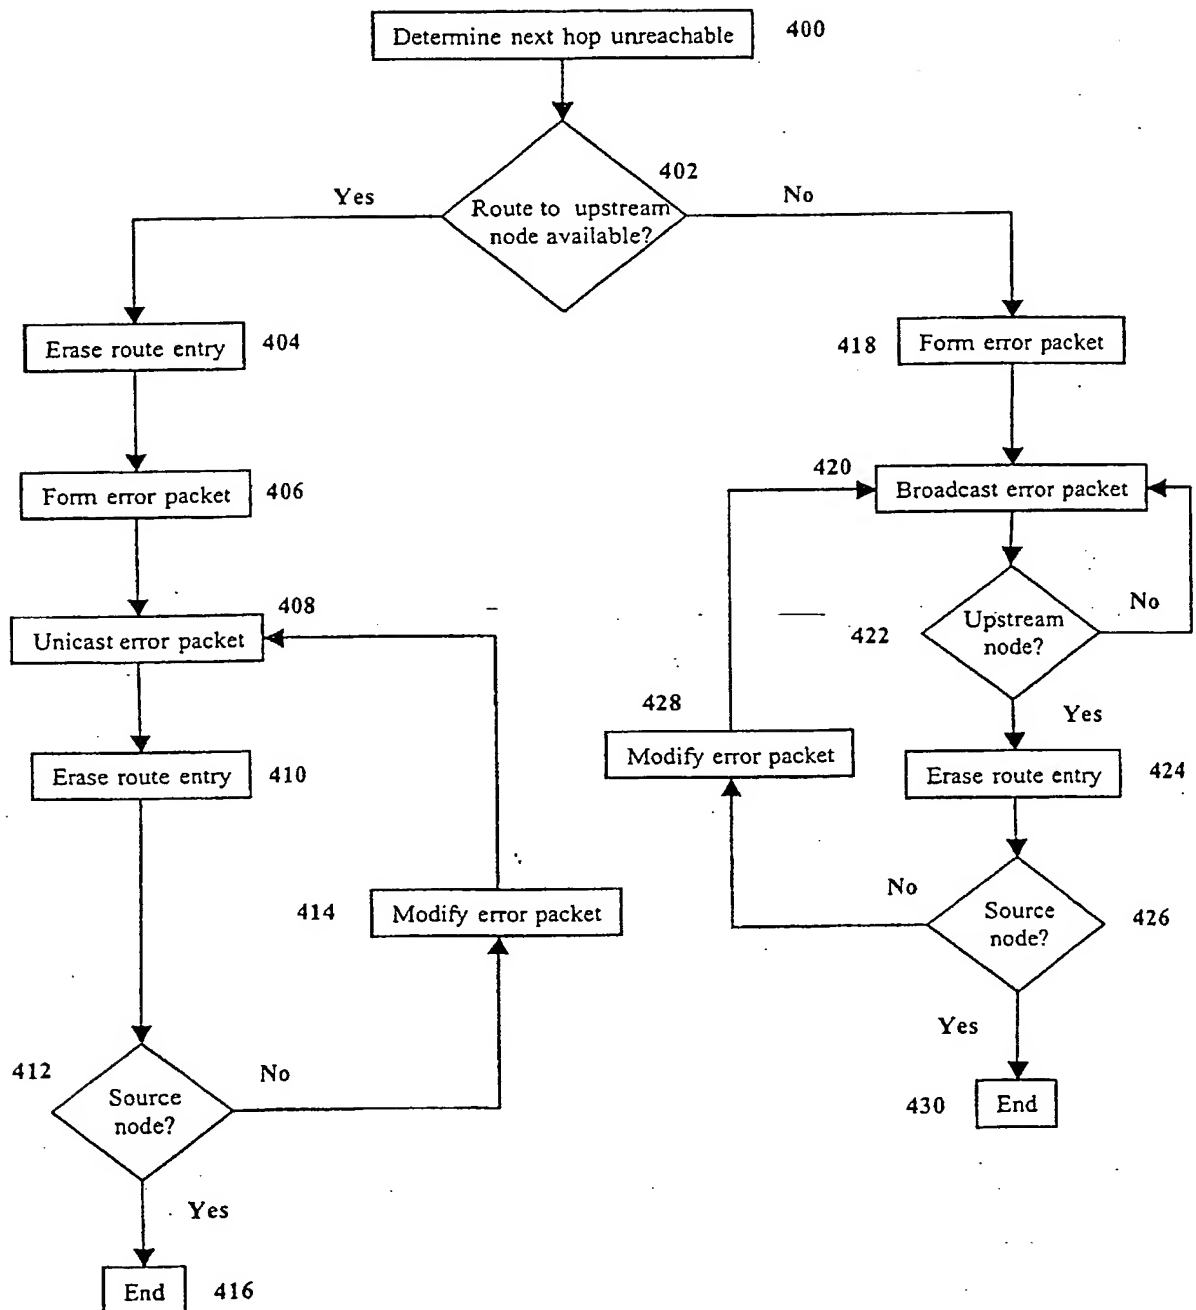 Determine next hop unreachable
400
402
Yes
Route to upstream
node available?
No
Erase route entry
404
418
Form error packet
Form error packet
406
420
Broadcast error packet
408
Unicast error packet
422
Upstream
node?
No
Yes
428
Modify error packet
Erase route entry
410
Erase route entry
424
414
Modify error packet
No
Source
node?
426
412
Source
node?
No
Yes
430
End
Yes
End
416